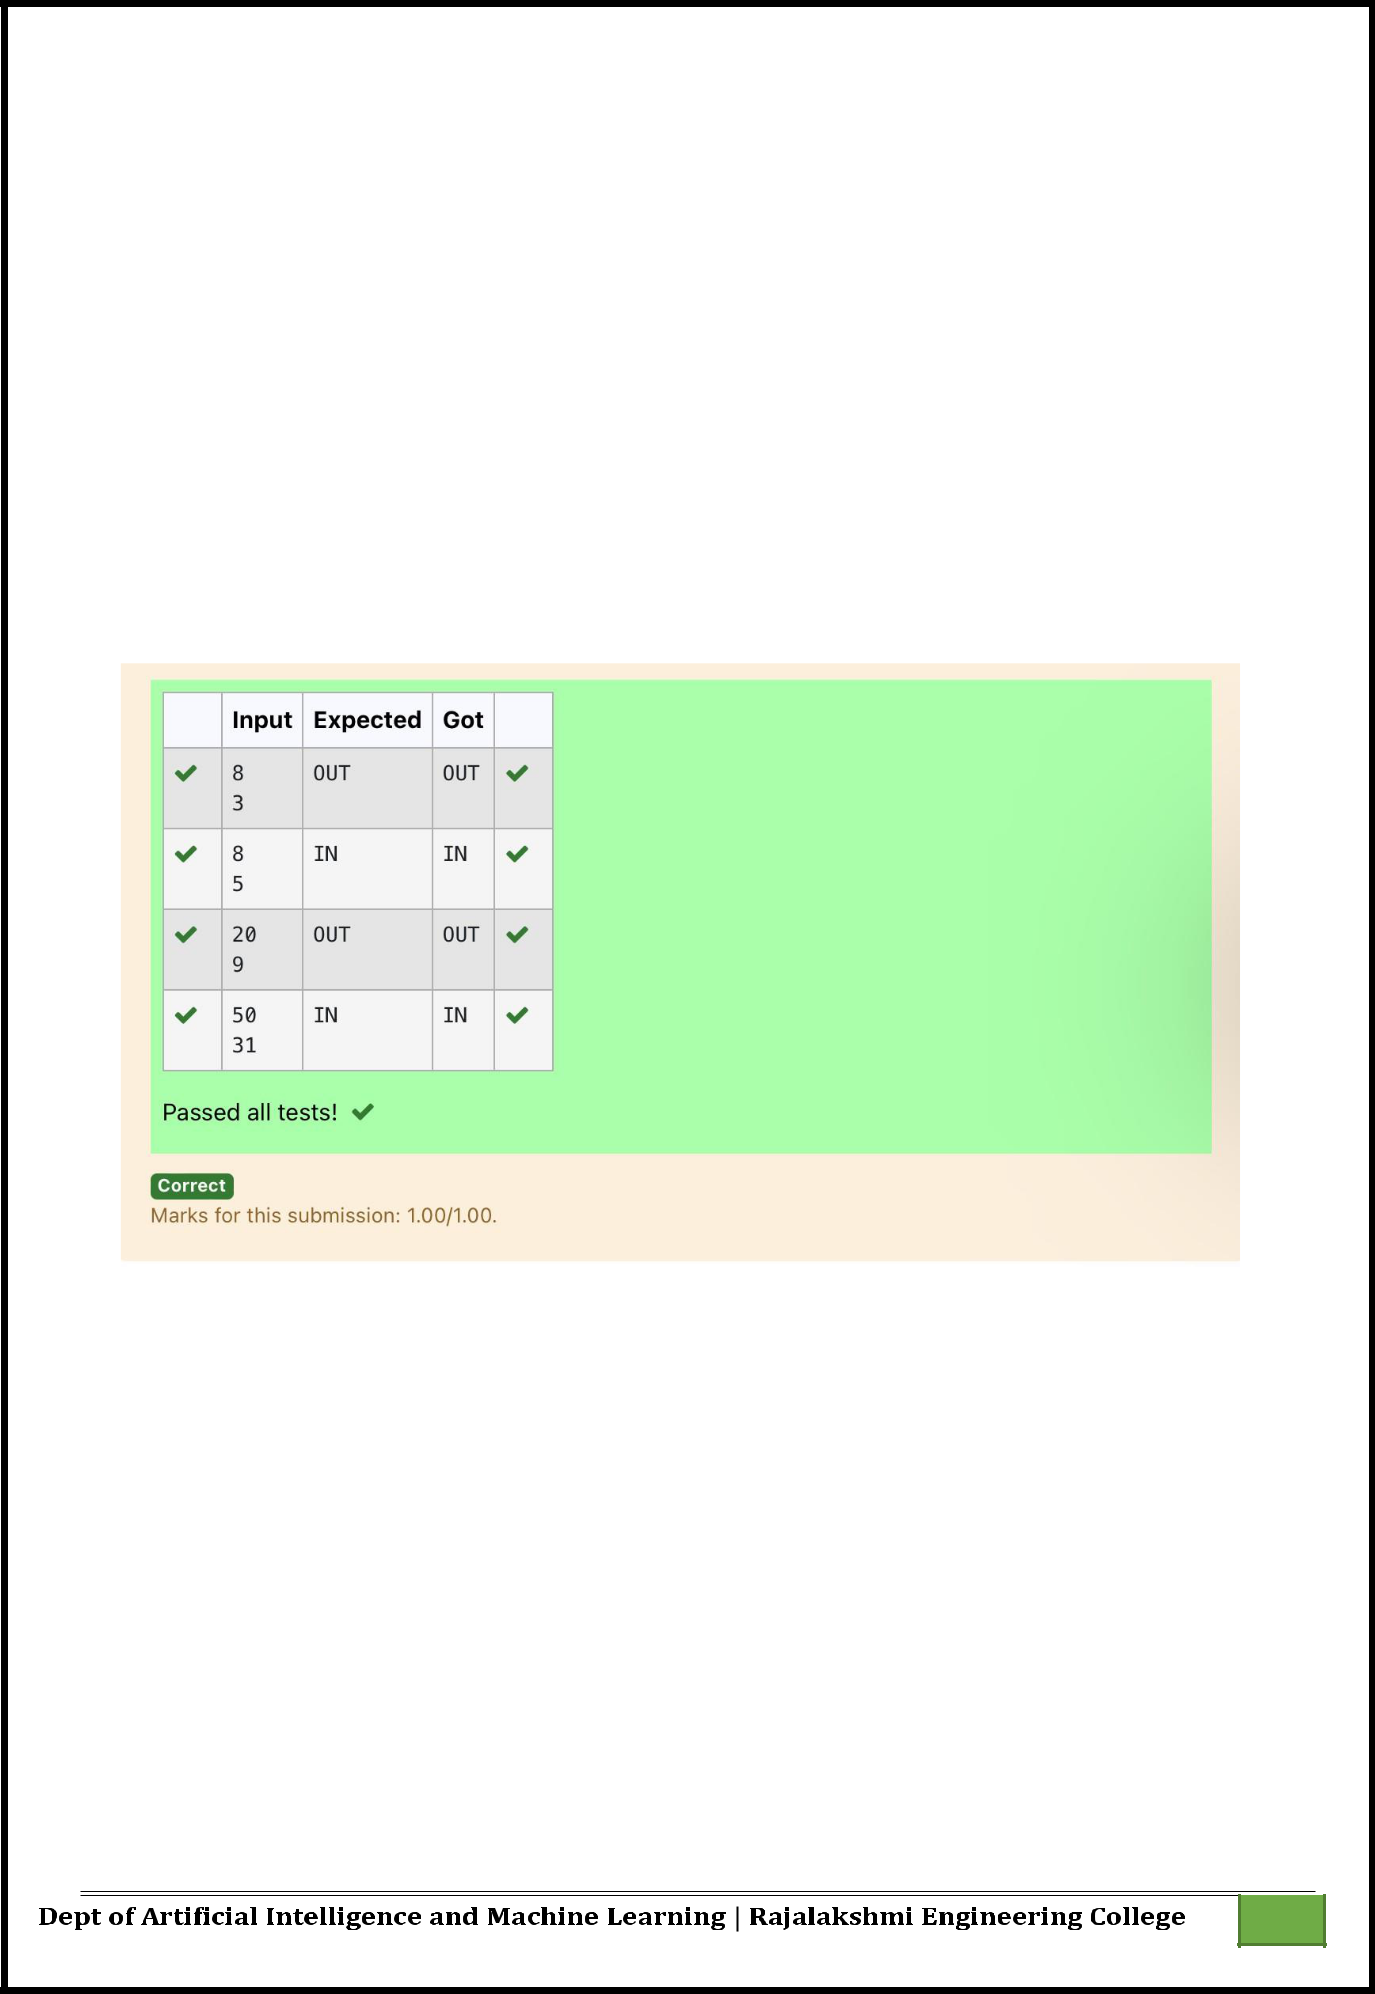 Input Expected Got
8 OUT OUT
3
8 IN IN
5
20 OUT OUT
9
50 IN IN
31
Passed all tests!
Correct
Marks for this submission: 1.00/1.00.
Dept of Artificial Intelligence and Machine Learning | Rajalakshmi Engineering College